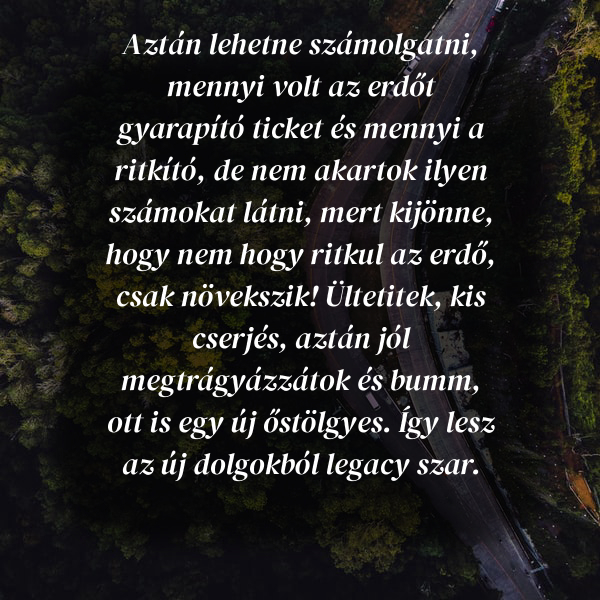 Aztán lehetne számolgatni,
mennyi volt az erdőt
gyarapító ticket és mennyi a
ritkító, de nem akartok ilyen
számokat látni, mert kijönne,
hogy nem hogy ritkul az erdő,
csak növekszik! Ültetitek, kis
cserjés, aztán jól
megtrágyázzátok és bumm,
ott is egy új őstölgyes. Így lesz
az új dolgokból legacy szar.